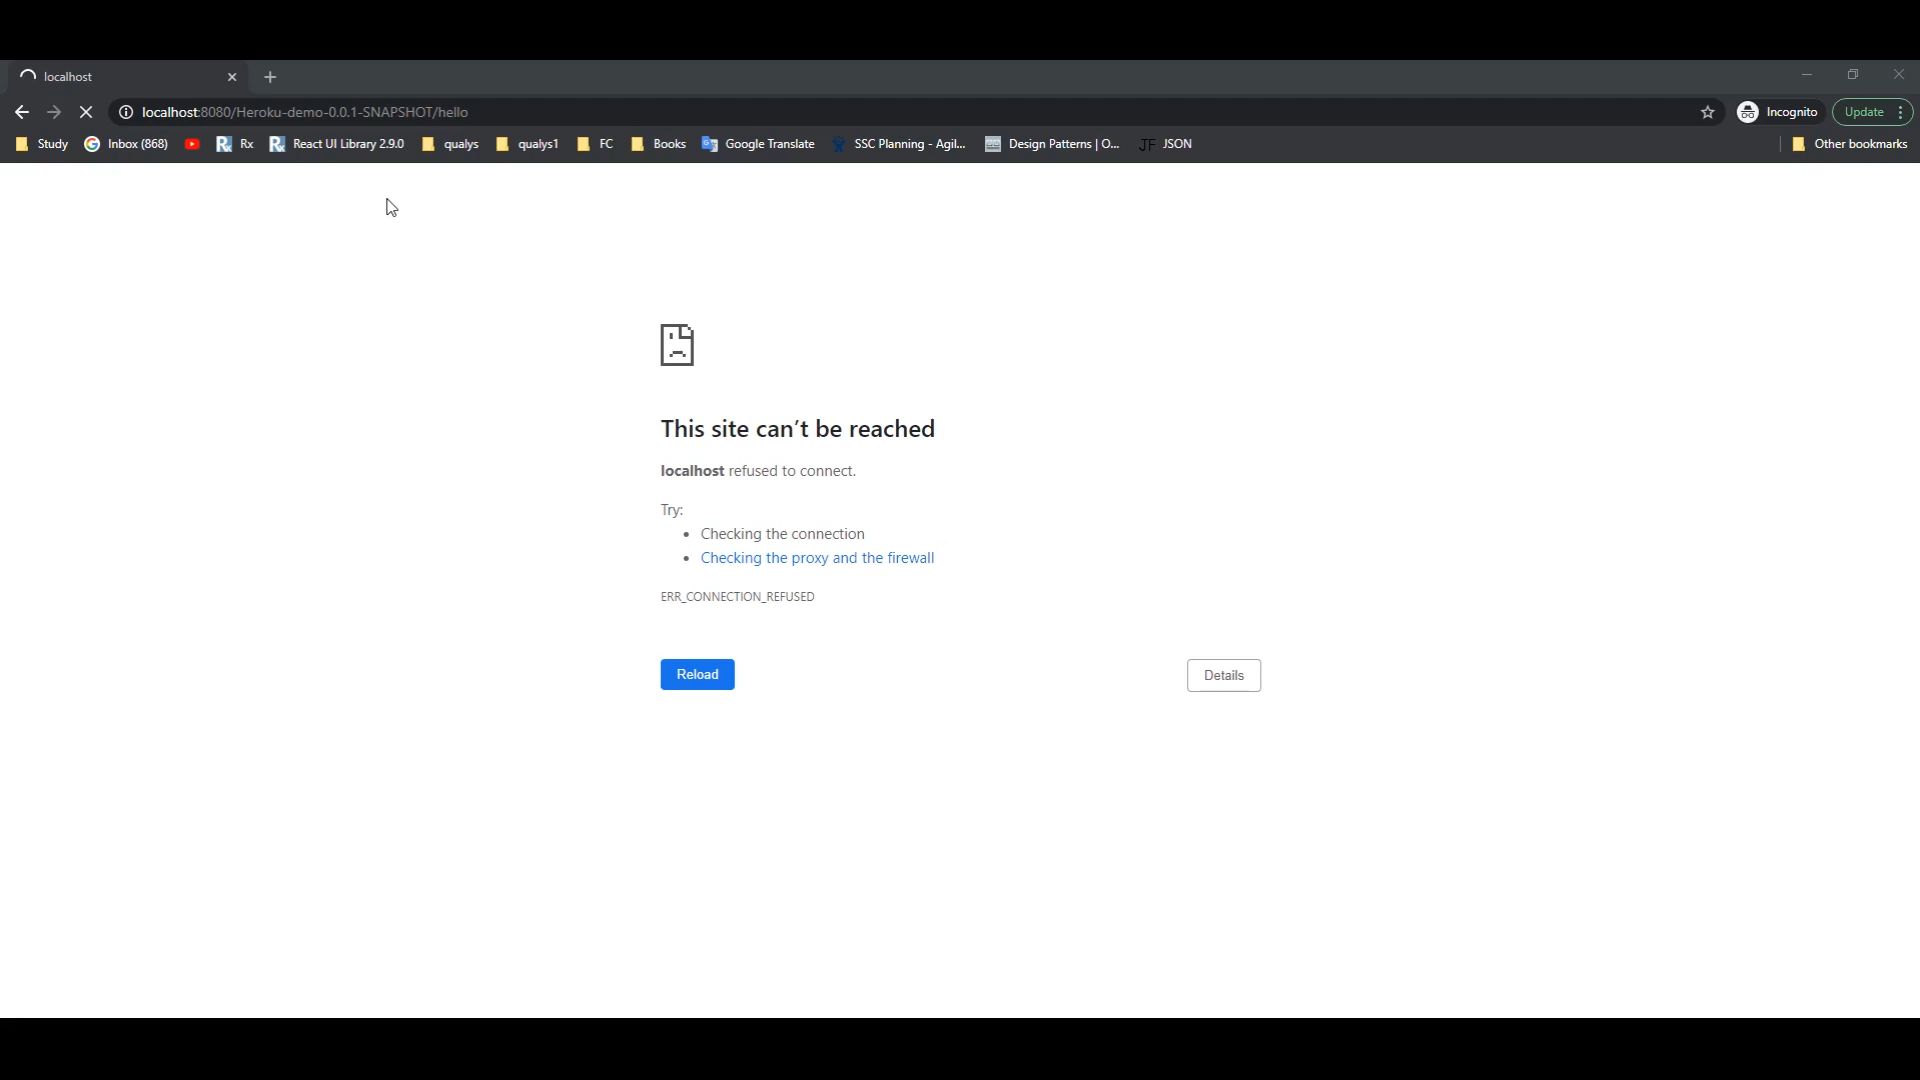 localhost
localhost:8080/Heroku-demo-0.0.1-SNAPSHOT/hello
Incognito
Update
Study
Inbox (868)
Rx
React UI Library 2.9.0
qualys
qualys1
FC
Books
Google Translate
SSC Planning - Agil...
Design Patterns | O...
JF JSON
Other bookmarks
This site can’t be reached
localhost refused to connect.
Try:
• Checking the connection
• Checking the proxy and the firewall
ERR_CONNECTION_REFUSED
Reload
Details